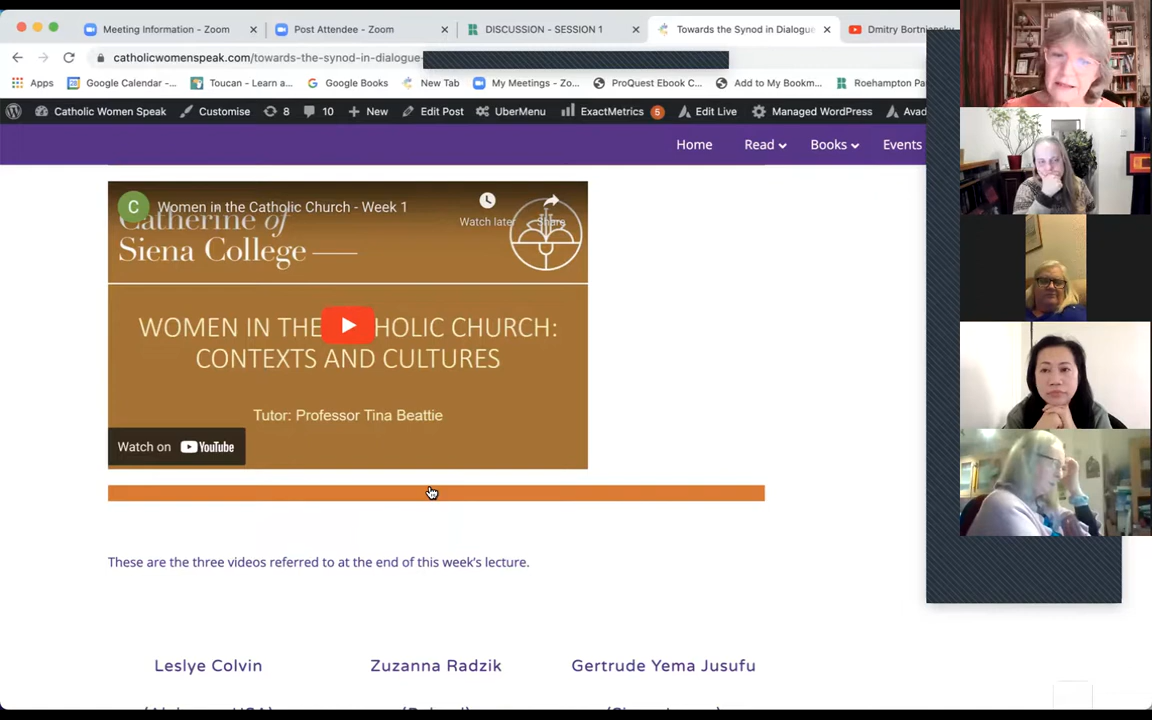 Meeting Information - Zoom
Post Attendee - Zoom
DISCUSSION - SESSION 1
Towards the Synod in Dialogue
Dmitry Bortniansky
catholicwomenspeak.com/towards-the-synod-in-dialogue-
Apps
Google Calendar -...
Toucan - Learn a...
Google Books
New Tab
My Meetings - Zo...
ProQuest Ebook C...
Add to My Bookm...
Roehampton Pa
Catholic Women Speak
Customise
8
10
New
Edit Post
UberMenu
ExactMetrics
5
Edit Live
Managed WordPress
Avad
Home
Read
Books
Events
C
Women in the Catholic Church - Week 1
Watch later
Share
Catherine of
Siena College
WOMEN IN THE HOLIC CHURCH:
CONTEXTS AND CULTURES
Tutor: Professor Tina Beattie
Watch on YouTube
These are the three videos referred to at the end of this week's lecture.
Leslye Colvin
Zuzanna Radzik
Gertrude Yema Jusufu